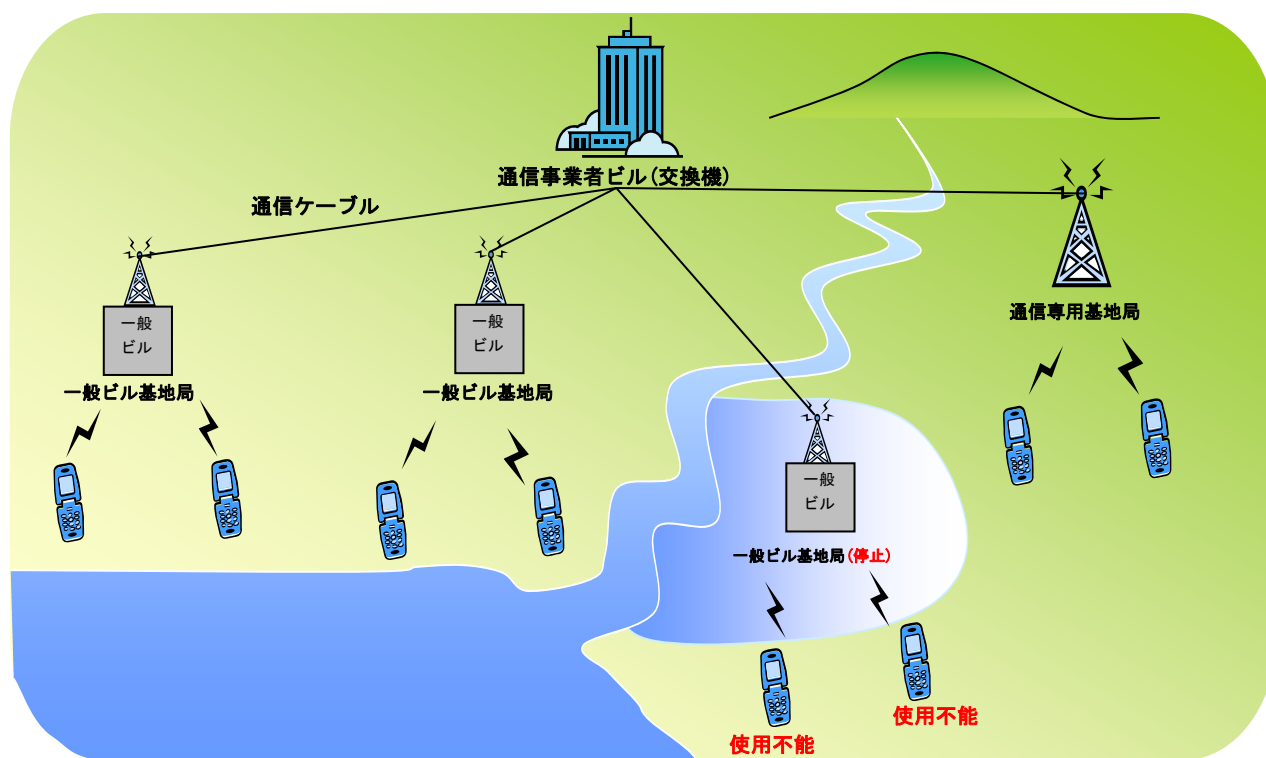 通信事業者ビル(交換機)
通信ケーブル
一般
ビル
一般ビル基地局
一般
ビル
一般ビル基地局
通信専用基地局
一般
ビル
一般ビル基地局(停止)
使用不能
使用不能